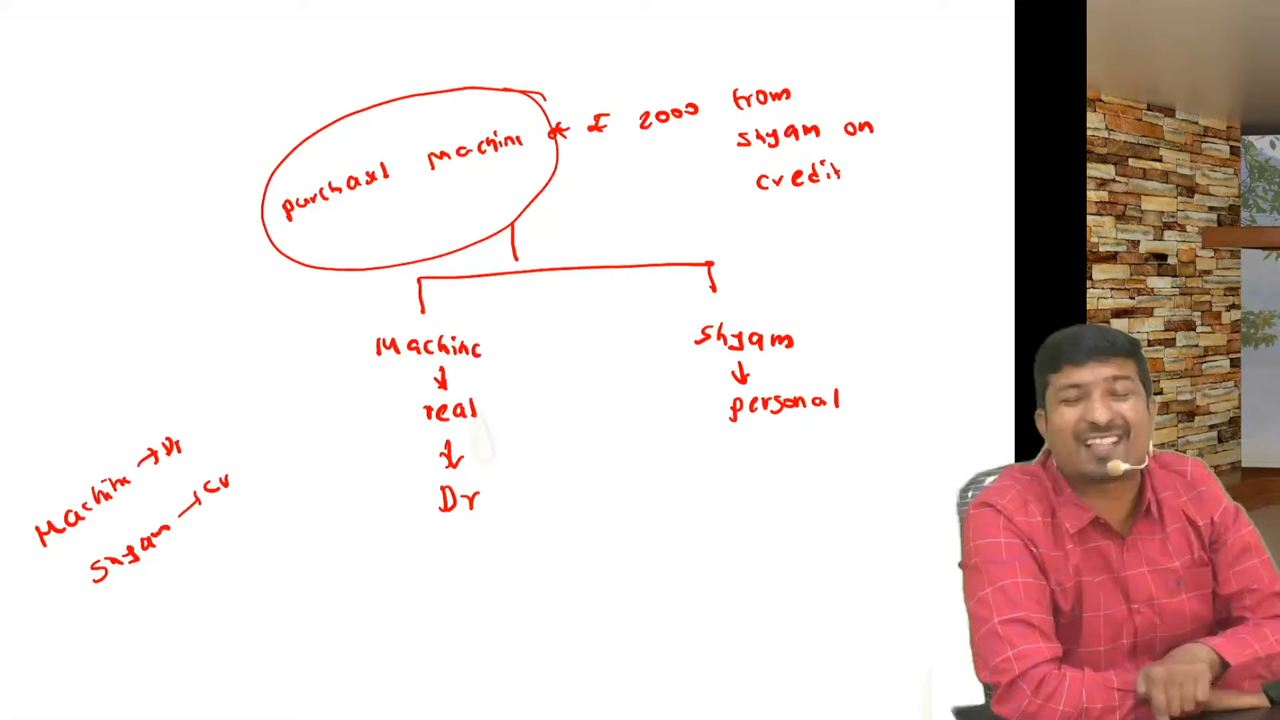 purchased machine
₹ 2000 from
shyam on
credit
Machine
Shyam
real
personal
Dr
Machine → Dr
Shyam → Cr